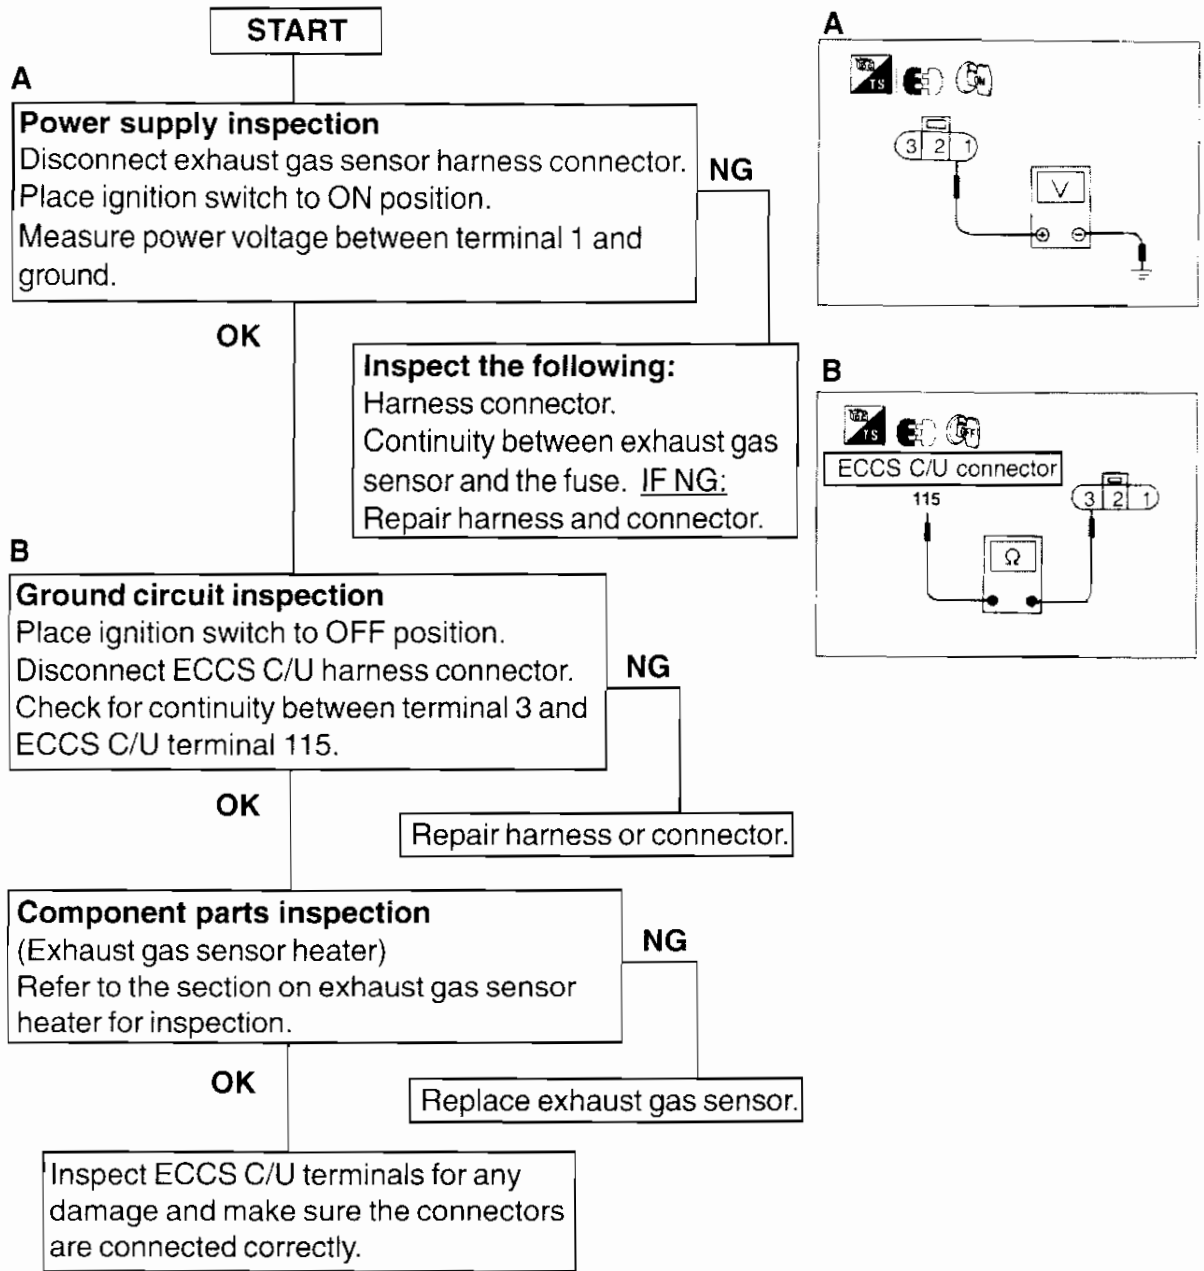 START
A
Power supply inspection
Disconnect exhaust gas sensor harness connector.
Place ignition switch to ON position.
Measure power voltage between terminal 1 and
ground.
NG
OK
Inspect the following:
Harness connector.
Continuity between exhaust gas
sensor and the fuse. IF NG:
Repair harness and connector.
B
Ground circuit inspection
Place ignition switch to OFF position.
Disconnect ECCS C/U harness connector.
Check for continuity between terminal 3 and
ECCS C/U terminal 115.
NG
OK
Repair harness or connector.
Component parts inspection
(Exhaust gas sensor heater)
Refer to the section on exhaust gas sensor
heater for inspection.
NG
OK
Replace exhaust gas sensor.
Inspect ECCS C/U terminals for any
damage and make sure the connectors
are connected correctly.
A
TS
ON
3 2 1
V
⊕ ⊖
B
TS
OFF
ECCS C/U connector
115
3 2 1
Ω